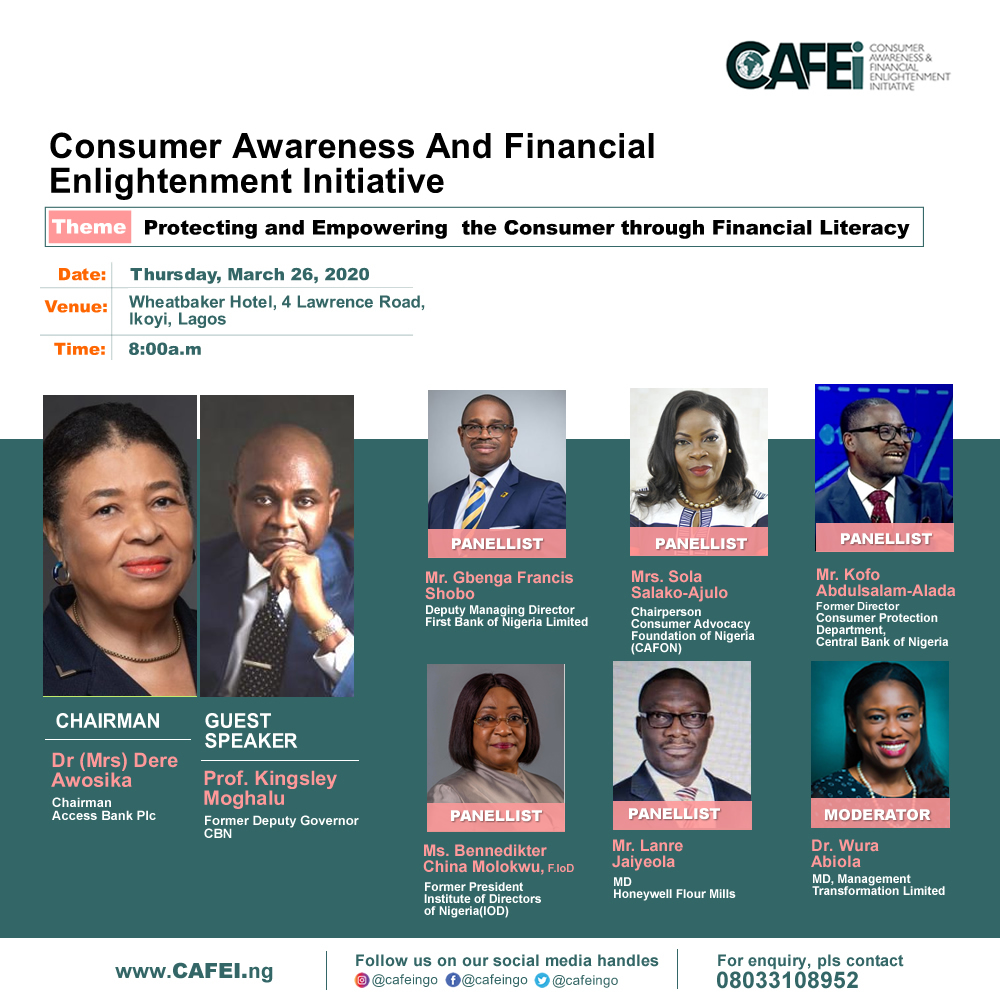 CAFEi
CONSUMER
AWARENESS &
FINANCIAL
ENLIGHTENMENT
INITIATIVE
Consumer Awareness And Financial
Enlightenment Initiative
Theme Protecting and Empowering the Consumer through Financial Literacy
Date: Thursday, March 26, 2020
Venue: Wheatbaker Hotel, 4 Lawrence Road,
Ikoyi, Lagos
Time: 8:00a.m
CHAIRMAN
Dr (Mrs) Dere
Awosika
Chairman
Access Bank Plc
GUEST
SPEAKER
Prof. Kingsley
Moghalu
Former Deputy Governor
CBN
PANELLIST
Mr. Gbenga Francis
Shobo
Deputy Managing Director
First Bank of Nigeria Limited
PANELLIST
Mrs. Sola
Salako-Ajulo
Chairperson
Consumer Advocacy
Foundation of Nigeria
(CAFON)
PANELLIST
Mr. Kofo
Abdulsalam-Alada
Former Director
Consumer Protection
Department,
Central Bank of Nigeria
PANELLIST
Ms. Bennedikter
China Molokwu, F.IoD
Former President
Institute of Directors
of Nigeria(IOD)
PANELLIST
Mr. Lanre
Jaiyeola
MD
Honeywell Flour Mills
MODERATOR
Dr. Wura
Abiola
MD, Management
Transformation Limited
www.CAFEI.ng
Follow us on our social media handles
@cafeingo @cafeingo @cafeingo
For enquiry, pls contact
08033108952